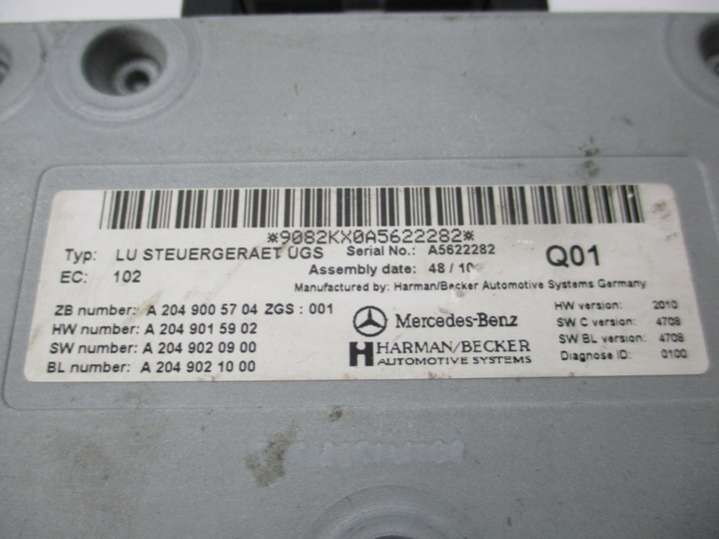 *9082KX0A5622282*
Typ: LU STEUERGERAET UGS Serial No.: A5622282 Q01
EC: 102 Assembly date: 48 / 10
Manufactured by: Harman/Becker Automotive Systems Germany
ZB number: A 204 900 57 04 ZGS : 001
HW number: A 204 901 59 02
SW number: A 204 902 09 00
BL number: A 204 902 10 00
Mercedes-Benz
HARMAN/BECKER
AUTOMOTIVE SYSTEMS
HW version: 2010
SW C version: 4708
SW BL version: 4708
Diagnose ID: 0100